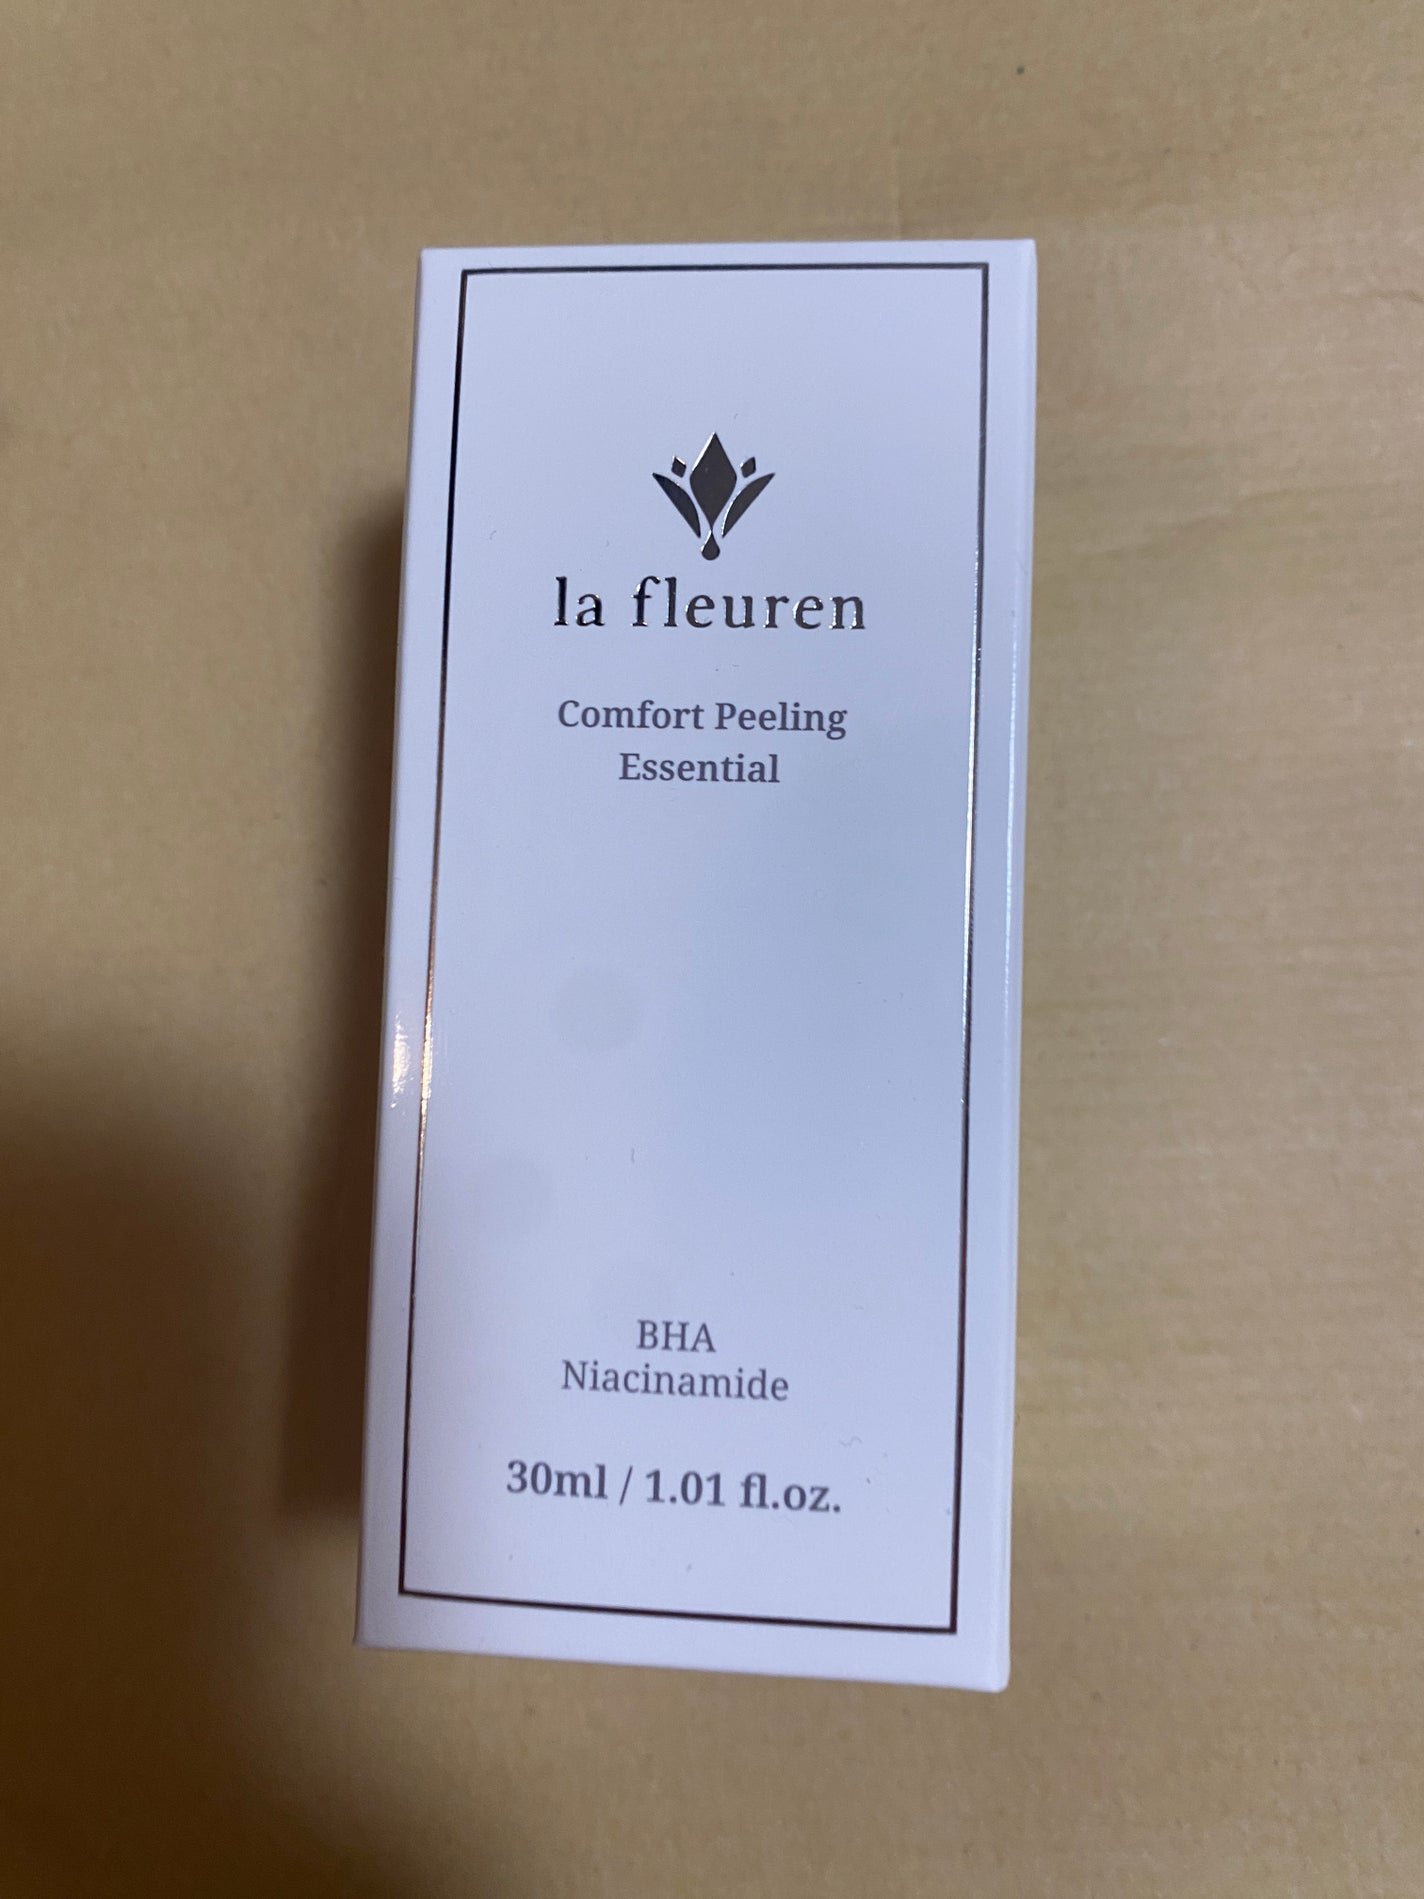 la fleuren
Comfort Peeling
Essential
BHA
Niacinamide
30ml / 1.01 fl.oz.